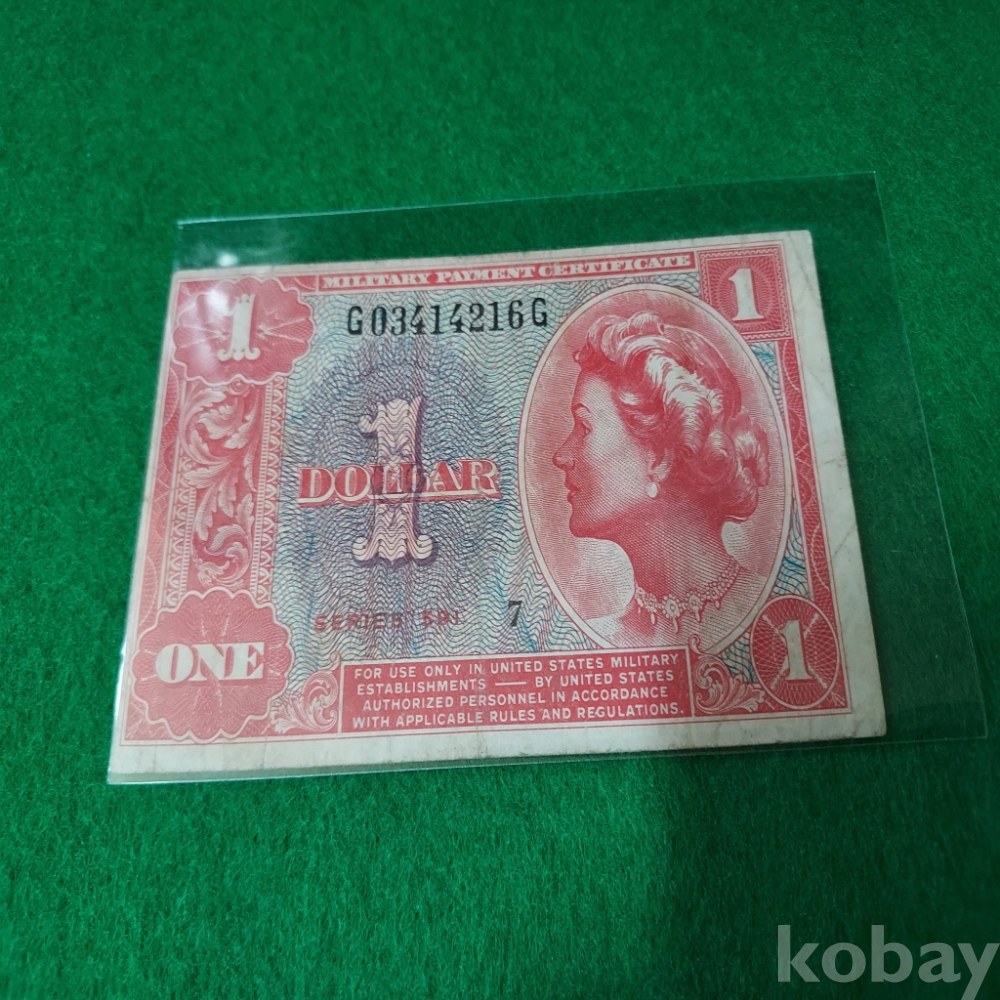 MILITARY PAYMENT CERTIFICATE
1
1
G03414216G
1
DOLLAR
SERIES 591
7
ONE
1
FOR USE ONLY IN UNITED STATES MILITARY
ESTABLISHMENTS — BY UNITED STATES
AUTHORIZED PERSONNEL IN ACCORDANCE
WITH APPLICABLE RULES AND REGULATIONS.
kobay